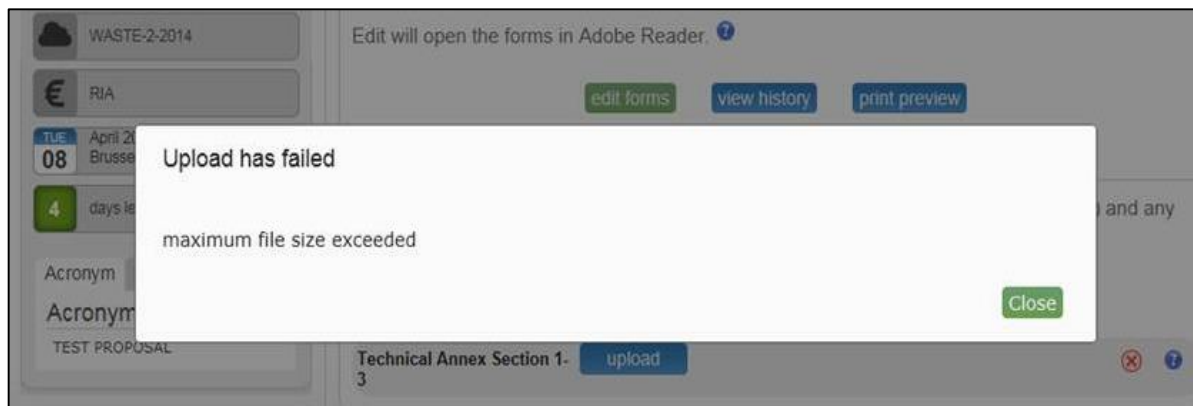 WASTE-2-2014
Edit will open the forms in Adobe Reader. ?
€ RIA
edit forms view history print preview
TUE 08
April 20
Brusse
Upload has failed
4 days le
and any
maximum file size exceeded
Close
Acronym
Acronym
TEST PROPOSAL
Technical Annex Section 1-
3
upload
?